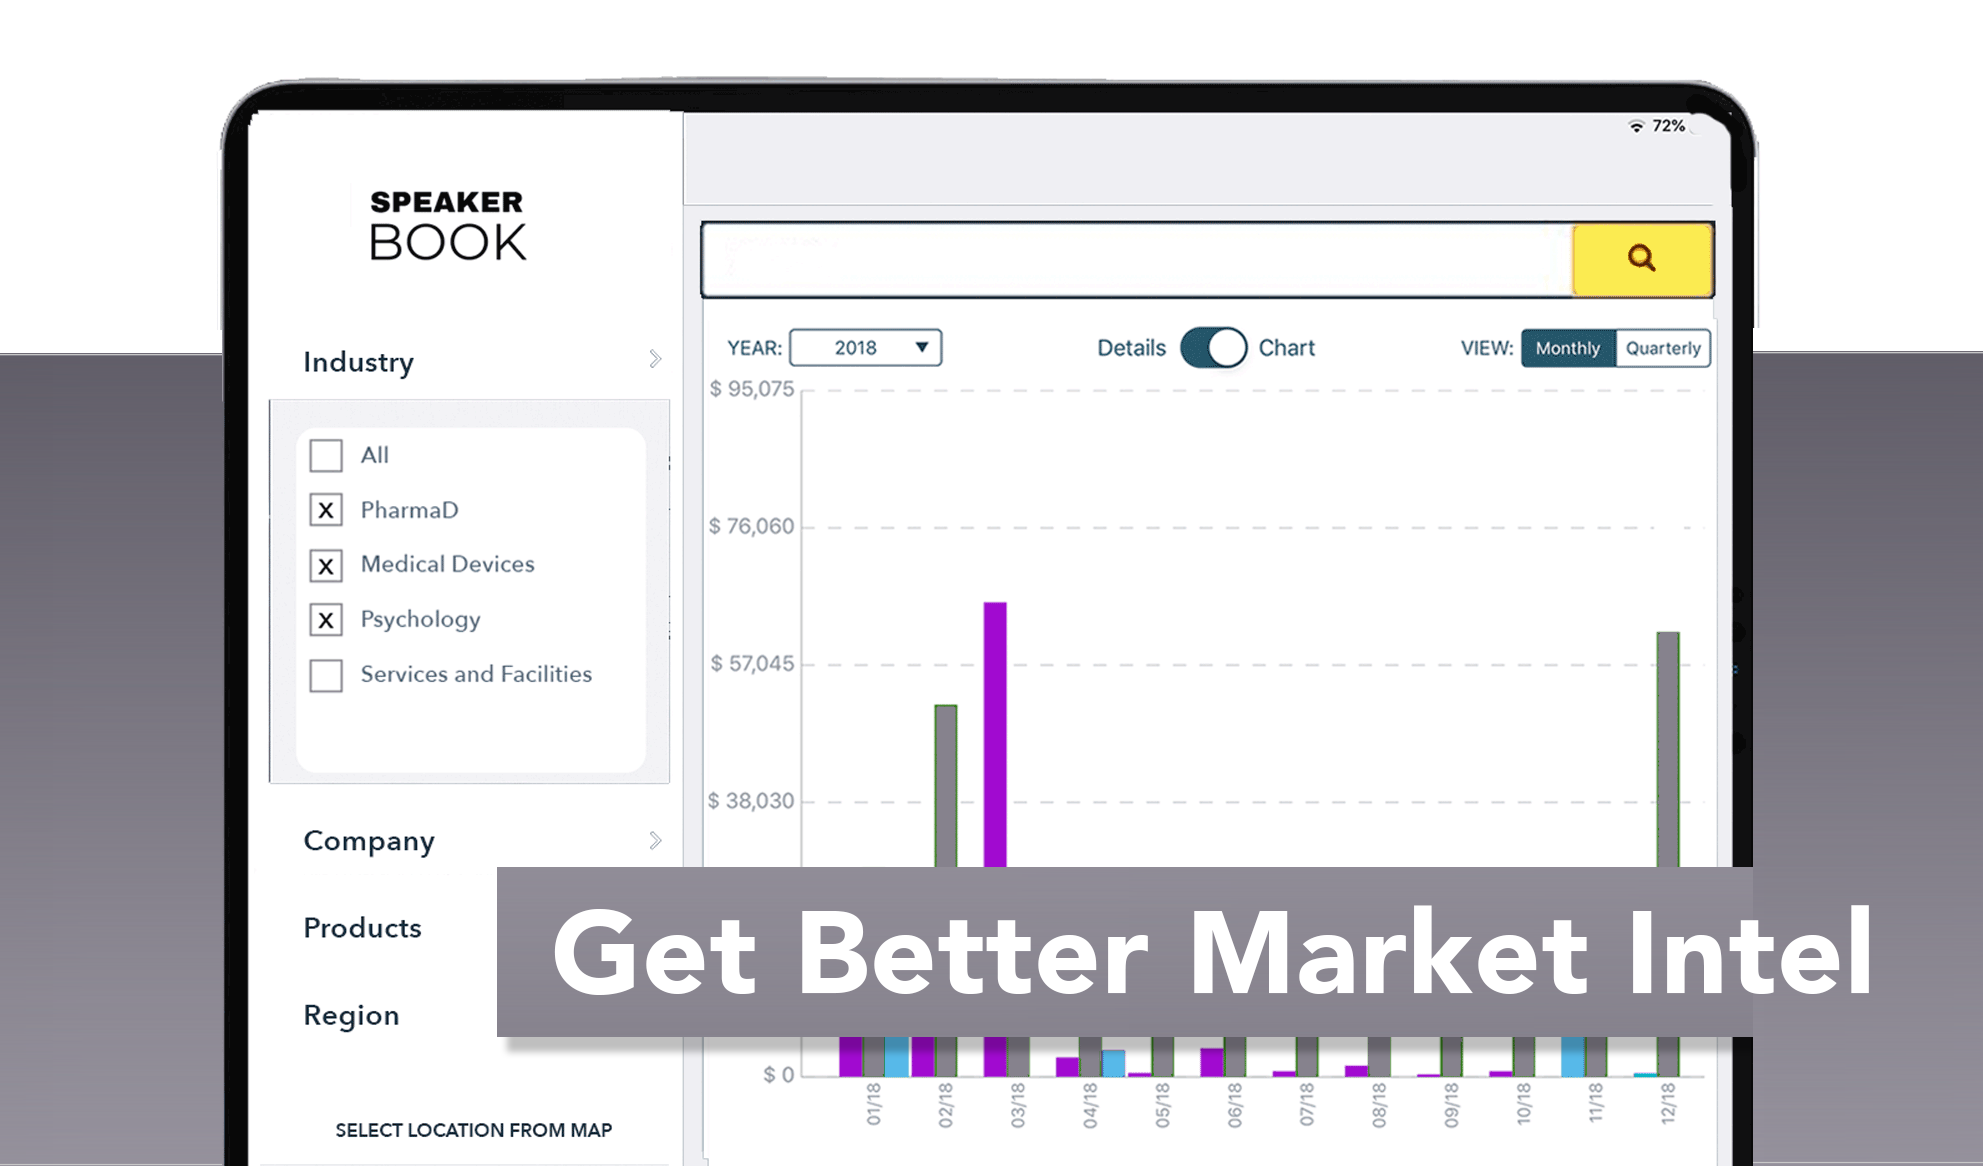 72%
SPEAKER
BOOK
Industry
All
X PharmaD
X Medical Devices
X Psychology
Services and Facilities
Company
Products
Region
SELECT LOCATION FROM MAP
YEAR: 2018 Details Chart VIEW: Monthly Quarterly
$ 95,075
$ 76,060
$ 57,045
$ 38,030
$ 0
01/18 02/18 03/18 04/18 05/18 06/18 07/18 08/18 09/18 10/18 11/18 12/18
Get Better Market Intel